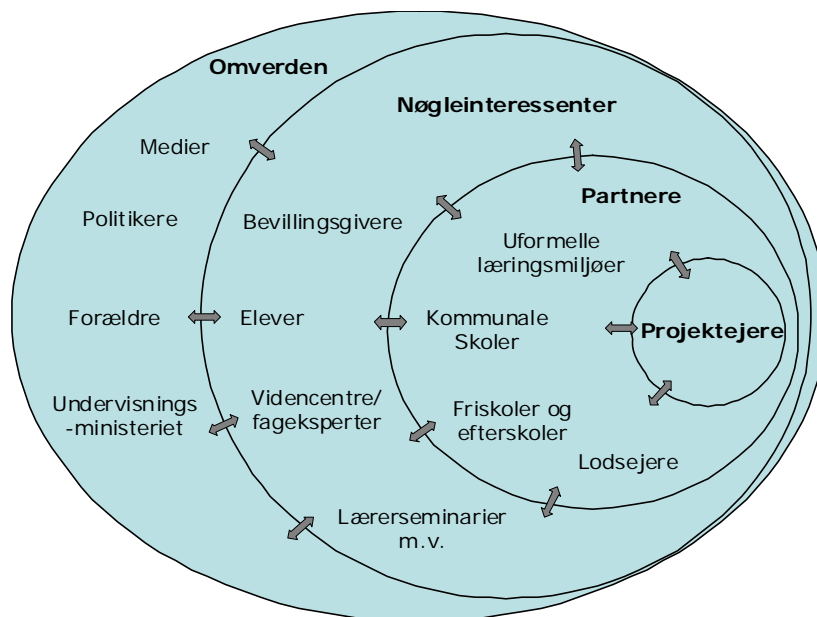 Omverden
Nøgleinteressenter
Medier
Partnere
Politikere
Bevillingsgivere
Uformelle
læringsmiljøer
Forældre
Elever
Kommunale
Skoler
Projektejere
Undervisnings
-ministeriet
Videncentre/
fageksperter
Friskoler og
efterskoler
Lodsejere
Lærerseminarier
m.v.